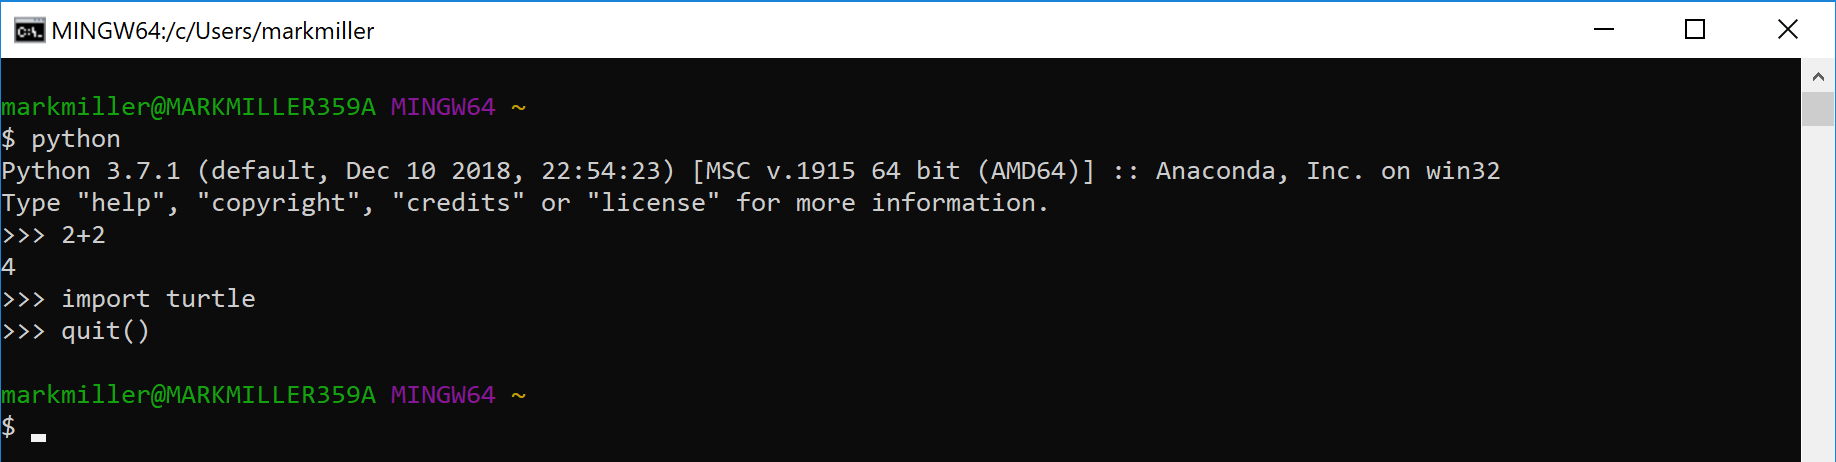 MINGW64:/c/Users/markmiller
markmiller@MARKMILLER359A MINGW64 ~
$ python
Python 3.7.1 (default, Dec 10 2018, 22:54:23) [MSC v.1915 64 bit (AMD64)] :: Anaconda, Inc. on win32
Type "help", "copyright", "credits" or "license" for more information.
>>> 2+2
4
>>> import turtle
>>> quit()
markmiller@MARKMILLER359A MINGW64 ~
$